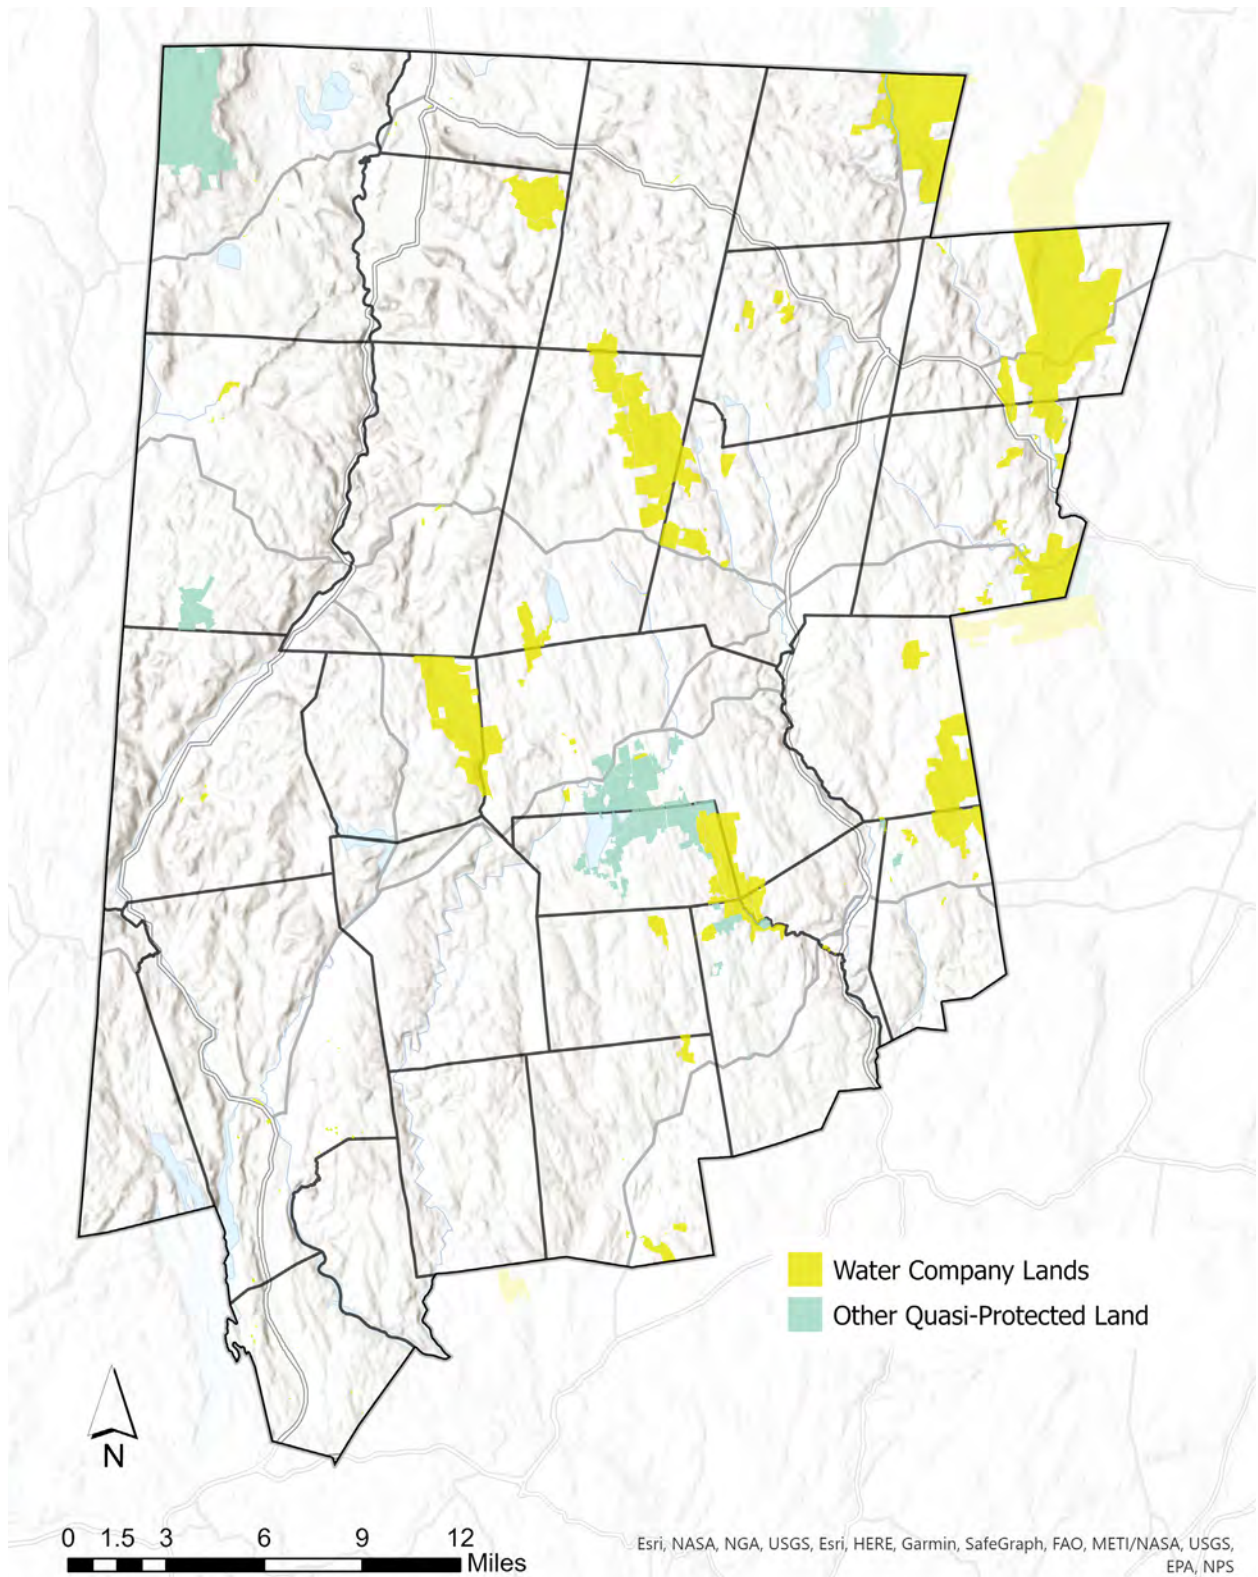 Water Company Lands
Other Quasi-Protected Land
N
0 1.5 3 6 9 12
Miles
Esri, NASA, NGA, USGS, Esri, HERE, Garmin, SafeGraph, FAO, METI/NASA, USGS,
EPA, NPS